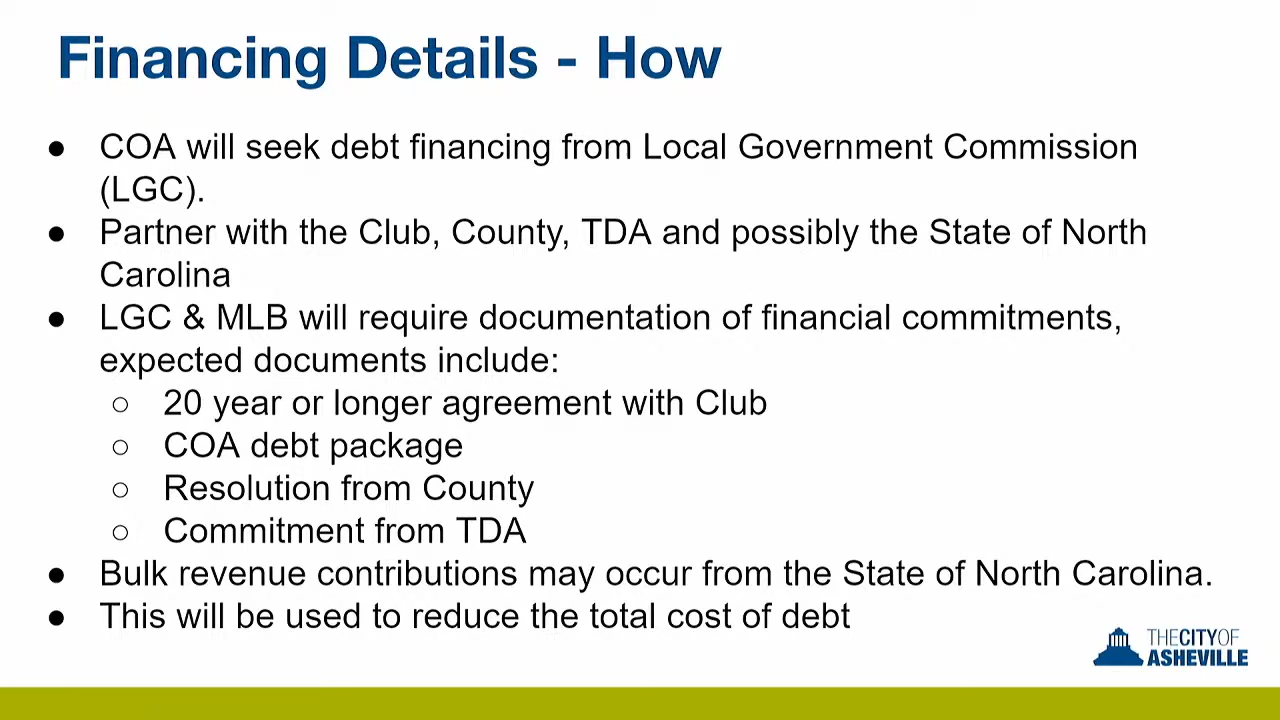 Financing Details - How
● COA will seek debt financing from Local Government Commission
(LGC).
● Partner with the Club, County, TDA and possibly the State of North
Carolina
● LGC & MLB will require documentation of financial commitments,
expected documents include:
○ 20 year or longer agreement with Club
○ COA debt package
○ Resolution from County
○ Commitment from TDA
● Bulk revenue contributions may occur from the State of North Carolina.
● This will be used to reduce the total cost of debt
THE CITY OF
ASHEVILLE